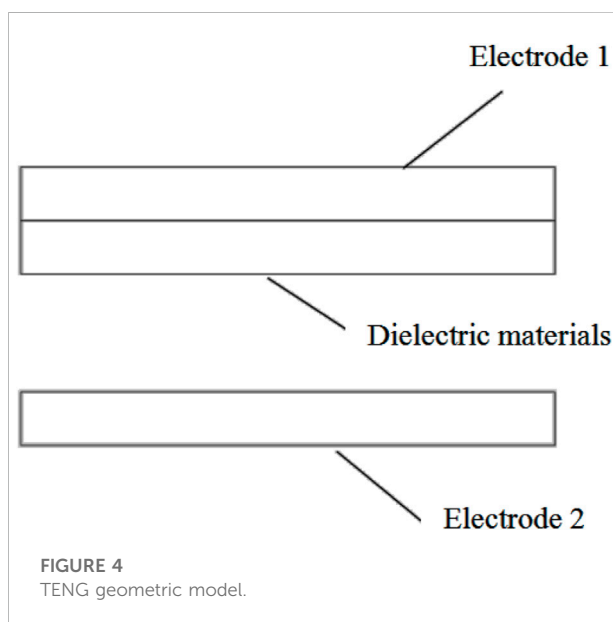 Electrode 1
Dielectric materials
Electrode 2
FIGURE 4
TENG geometric model.